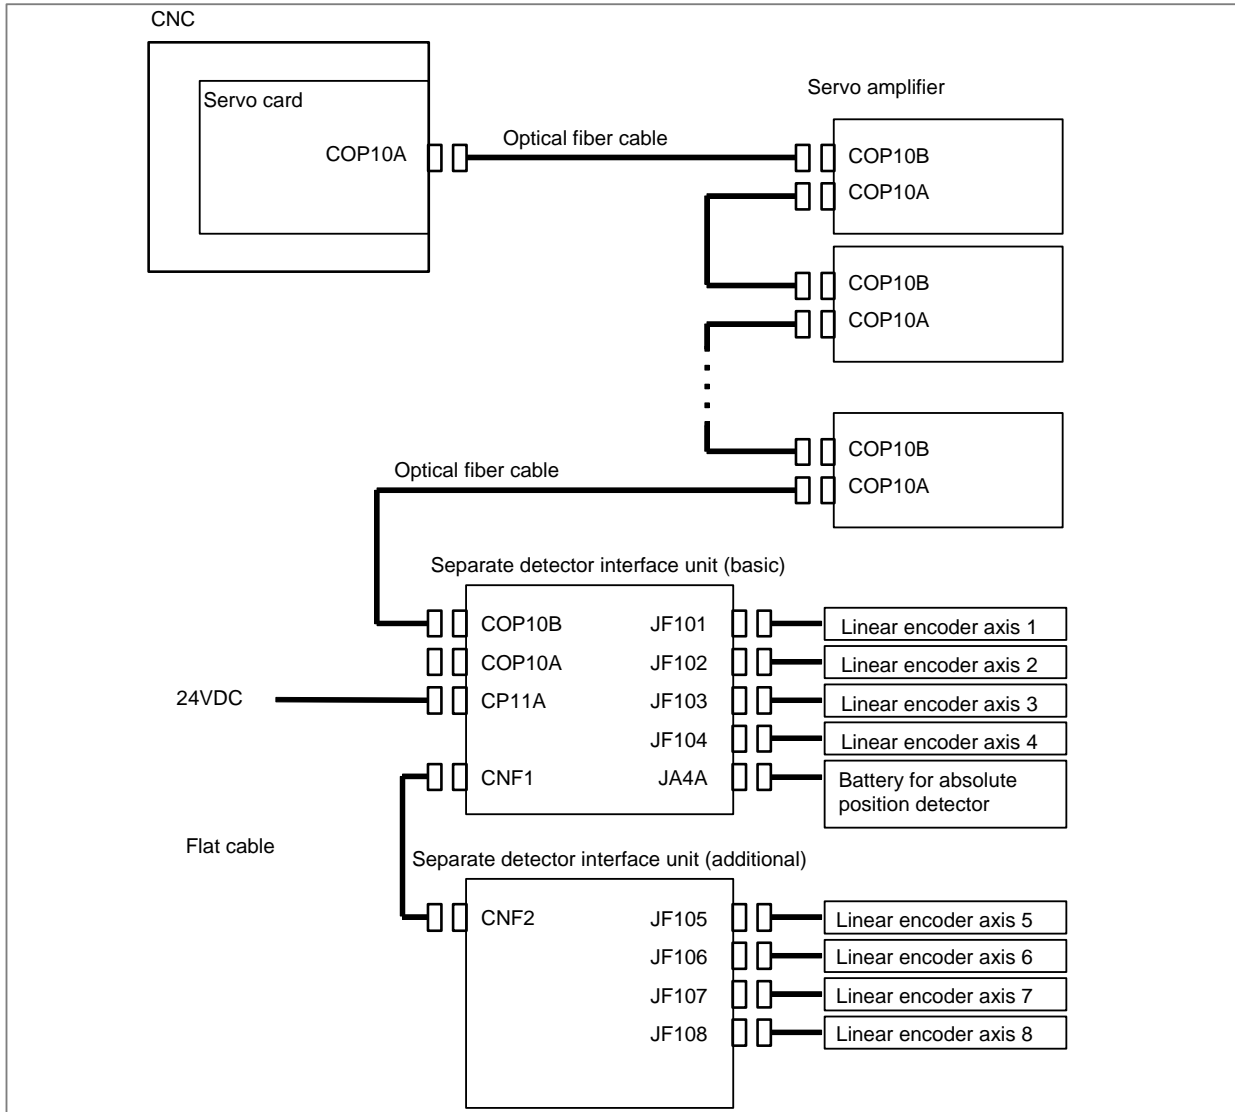 CNC
Servo card
COP10A
Optical fiber cable
Servo amplifier
COP10B
COP10A
COP10B
COP10A
COP10B
COP10A
Optical fiber cable
Separate detector interface unit (basic)
COP10B
JF101
Linear encoder axis 1
COP10A
JF102
Linear encoder axis 2
24VDC
CP11A
JF103
Linear encoder axis 3
JF104
Linear encoder axis 4
CNF1
JA4A
Battery for absolute
position detector
Flat cable
Separate detector interface unit (additional)
CNF2
JF105
Linear encoder axis 5
JF106
Linear encoder axis 6
JF107
Linear encoder axis 7
JF108
Linear encoder axis 8